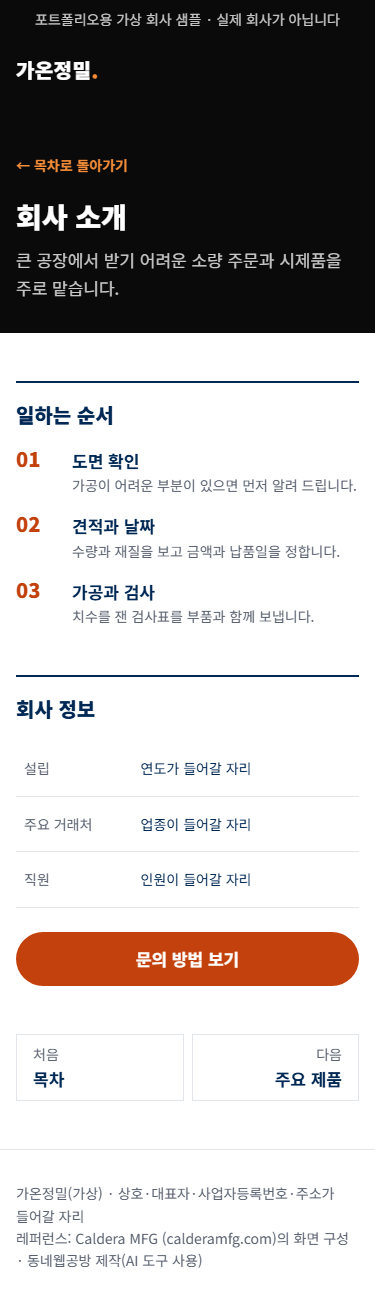 포트폴리오용 가상 회사 샘플 · 실제 회사가 아닙니다
가온정밀.
← 목차로 돌아가기
회사 소개
큰 공장에서 받기 어려운 소량 주문과 시제품을
주로 맡습니다.
일하는 순서
01 도면 확인
가공이 어려운 부분이 있으면 먼저 알려 드립니다.
02 견적과 날짜
수량과 재질을 보고 금액과 납품일을 정합니다.
03 가공과 검사
치수를 잰 검사표를 부품과 함께 보냅니다.
회사 정보
설립 연도가 들어갈 자리
주요 거래처 업종이 들어갈 자리
직원 인원이 들어갈 자리
문의 방법 보기
처음 다음
목차 주요 제품
가온정밀(가상) · 상호·대표자·사업자등록번호·주소가
들어갈 자리
레퍼런스: Caldera MFG (calderamfg.com)의 화면 구성
· 동네웹공방 제작(AI 도구 사용)